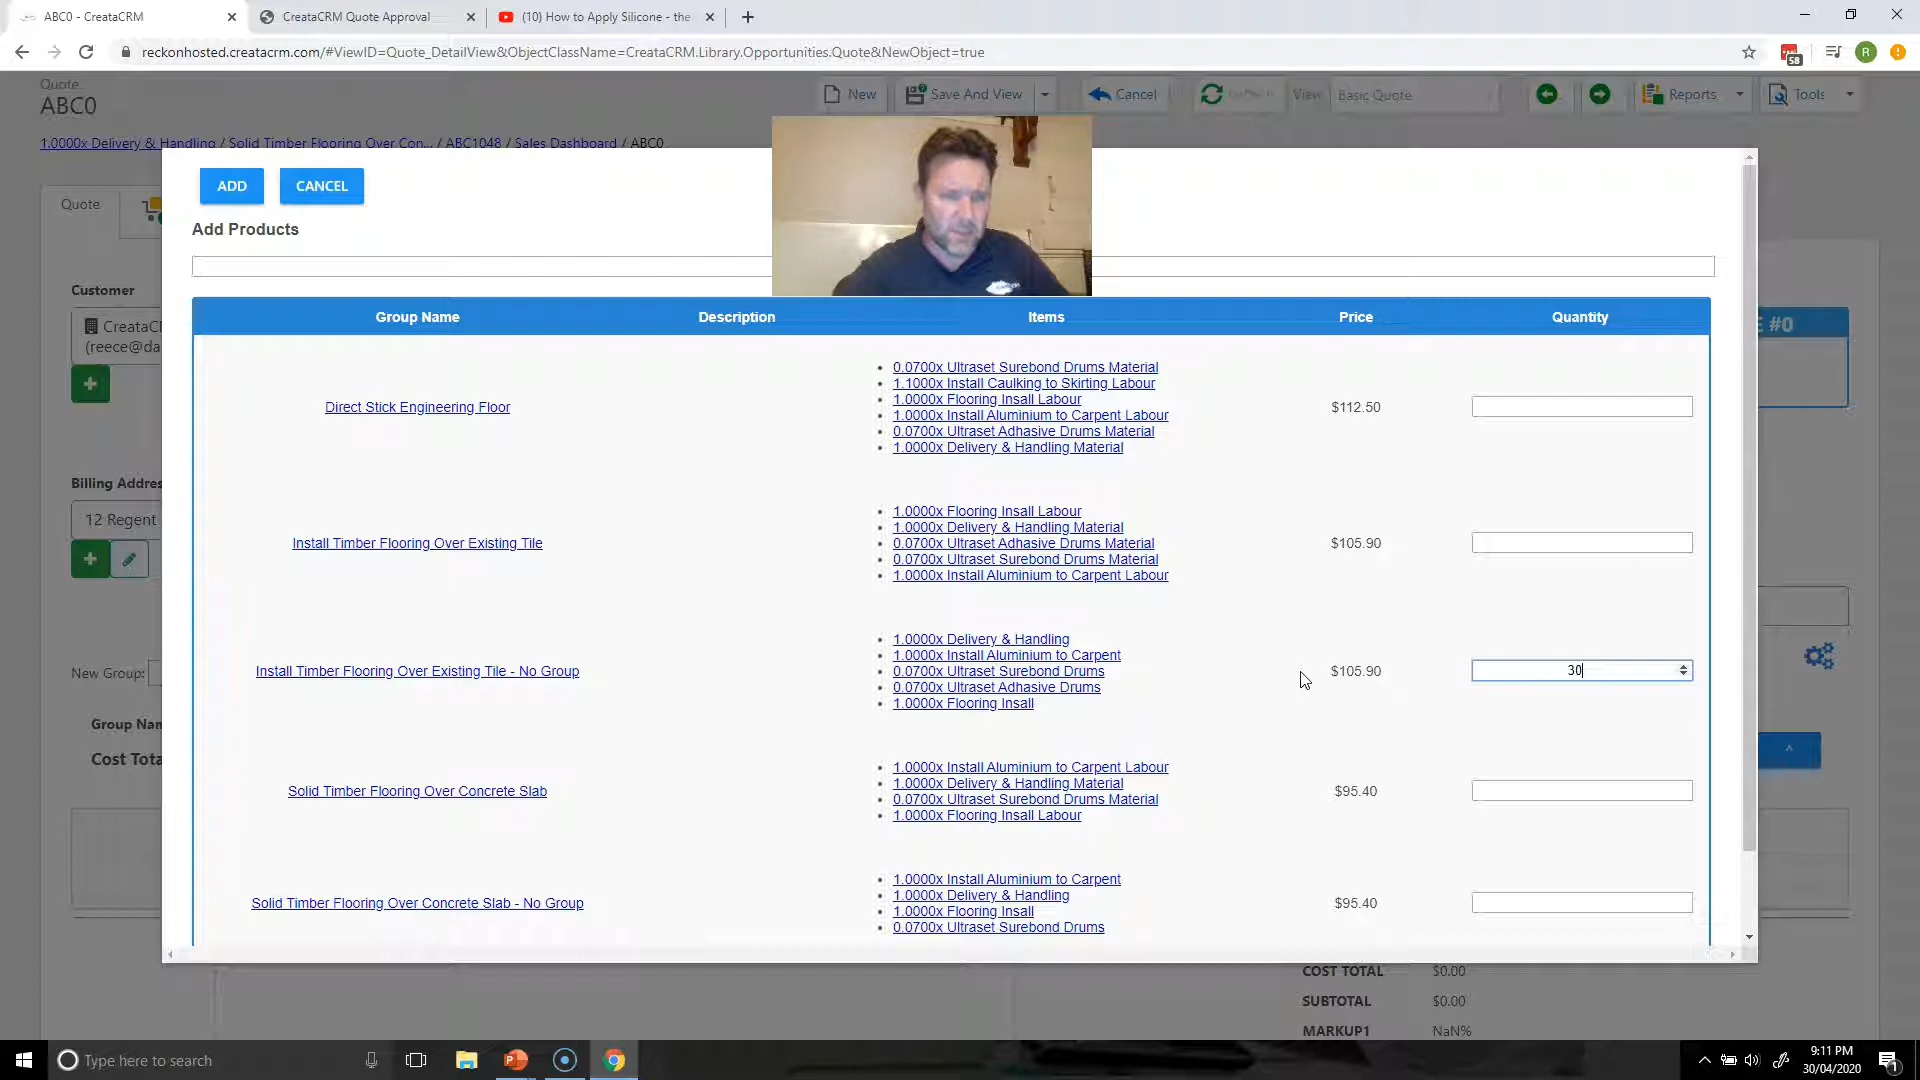 ABC0 - CreataCRM
CreataCRM Quote Approval
(10) How to Apply Silicone - the
reckonhosted.creatacrm.com/#ViewID=Quote_DetailView&ObjectClassName=CreataCRM.Library.Opportunities.Quote&NewObject=true
58
R
Quote
ABC0
New
Save And View
Cancel
View
Basic Quote
Reports
Tools
1.0000x Delivery & Handling / Solid Timber Flooring Over Con... / ABC1048 / Sales Dashboard / ABC0
Quote
ADD
CANCEL
Add Products
Customer
CreataC
(reece@da
E #0
Group Name
Description
Items
Price
Quantity
Direct Stick Engineering Floor
0.0700x Ultraset Surebond Drums Material
1.1000x Install Caulking to Skirting Labour
1.0000x Flooring Insall Labour
1.0000x Install Aluminium to Carpent Labour
0.0700x Ultraset Adhasive Drums Material
1.0000x Delivery & Handling Material
$112.50
Billing Addres
12 Regent
Install Timber Flooring Over Existing Tile
1.0000x Flooring Insall Labour
1.0000x Delivery & Handling Material
0.0700x Ultraset Adhasive Drums Material
0.0700x Ultraset Surebond Drums Material
1.0000x Install Aluminium to Carpent Labour
$105.90
New Group:
Install Timber Flooring Over Existing Tile - No Group
1.0000x Delivery & Handling
1.0000x Install Aluminium to Carpent
0.0700x Ultraset Surebond Drums
0.0700x Ultraset Adhasive Drums
1.0000x Flooring Insall
$105.90
30
Group Nam
Cost Tota
Solid Timber Flooring Over Concrete Slab
1.0000x Install Aluminium to Carpent Labour
1.0000x Delivery & Handling Material
0.0700x Ultraset Surebond Drums Material
1.0000x Flooring Insall Labour
$95.40
Solid Timber Flooring Over Concrete Slab - No Group
1.0000x Install Aluminium to Carpent
1.0000x Delivery & Handling
1.0000x Flooring Insall
0.0700x Ultraset Surebond Drums
$95.40
COST TOTAL $0.00
SUBTOTAL $0.00
MARKUP1 NaN%
Type here to search
9:11 PM
30/04/2020
1